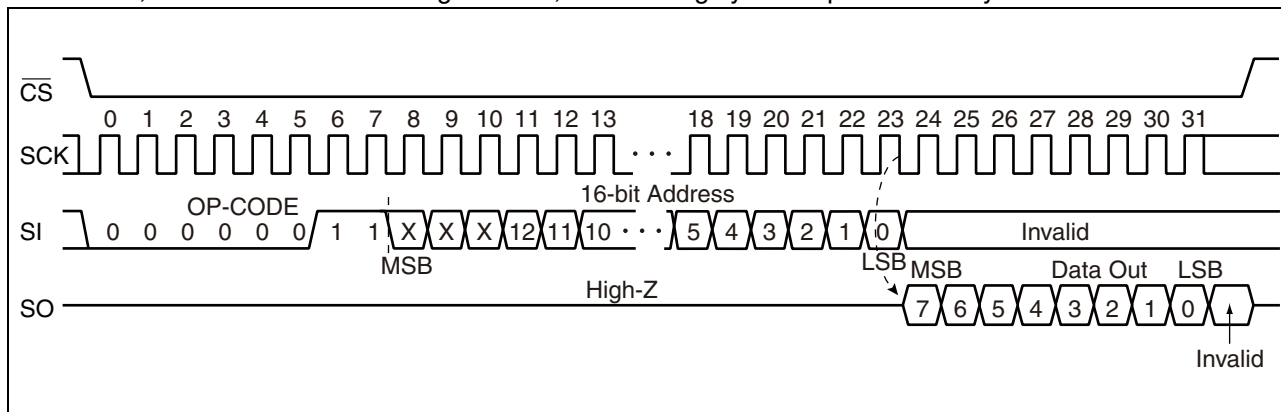 CS
0 1 2 3 4 5 6 7 8 9 10 11 12 13 18 19 20 21 22 23 24 25 26 27 28 29 30 31
SCK
16-bit Address
OP-CODE
SI 0 0 0 0 0 0 1 1 X X X 12 11 10 ··· 5 4 3 2 1 0 Invalid
MSB LSB MSB Data Out LSB
High-Z
SO 7 6 5 4 3 2 1 0
Invalid